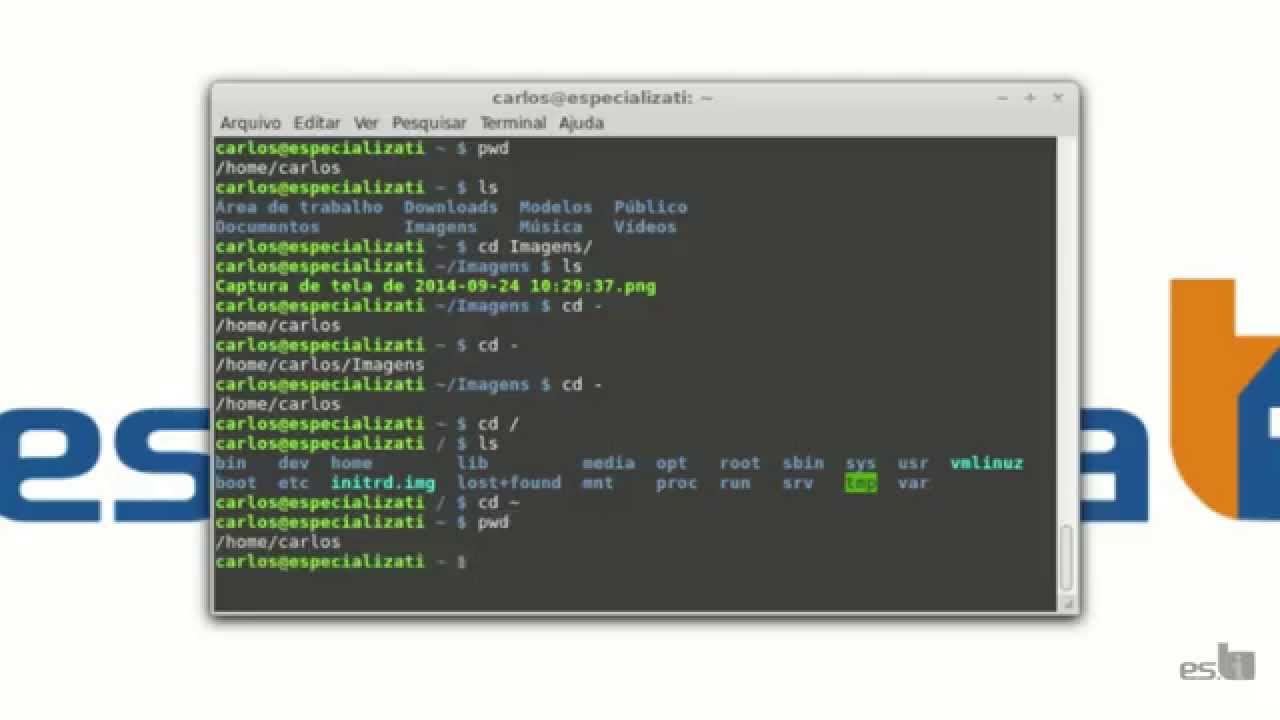 carlos@especializati: ~
Arquivo Editar Ver Pesquisar Terminal Ajuda
carlos@especializati ~ $ pwd
/home/carlos
carlos@especializati ~ $ ls
Área de trabalho Downloads Modelos Público
Documentos Imagens Música Vídeos
carlos@especializati ~ $ cd Imagens/
carlos@especializati ~/Imagens $ ls
Captura de tela de 2014-09-24 10:29:37.png
carlos@especializati ~/Imagens $ cd -
/home/carlos
carlos@especializati ~ $ cd -
/home/carlos/Imagens
carlos@especializati ~/Imagens $ cd -
/home/carlos
carlos@especializati ~ $ cd /
carlos@especializati / $ ls
bin dev home lib media opt root sbin sys usr vmlinuz
boot etc initrd.img lost+found mnt proc run srv tmp var
carlos@especializati / $ cd ~
carlos@especializati ~ $ pwd
/home/carlos
carlos@especializati ~ $
es
a
es.ti